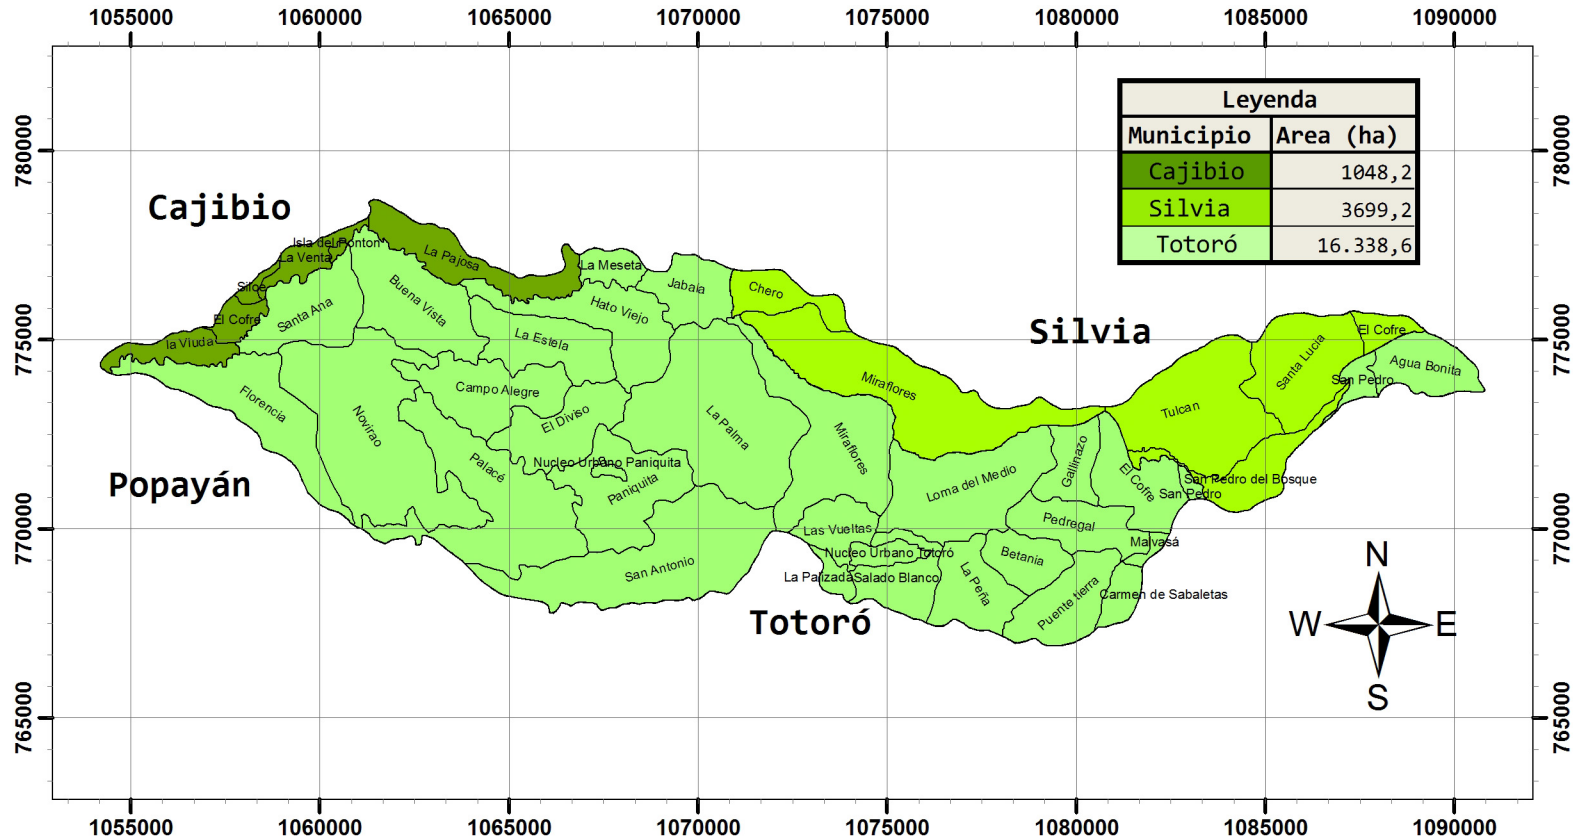 1055000 1060000 1065000 1070000 1075000 1080000 1085000 1090000
Leyenda
Municipio Area (ha)
Cajibio 1048,2
Silvia 3699,2
Totoró 16.338,6
780000 780000
Cajibio
Isla del Ponton
La Venta
La Pajosa
La Meseta
Siloe
Buena Vista
Jabala
Chero
El Cofre
Santa Ana
Hato Viejo
Silvia
El Cofre
775000 775000
la Viuda
La Estela
Santa Lucia
Agua Bonita
San Pedro
Campo Alegre
Miraflores
Florencia
Novirao
El Diviso
La Palma
Tulcan
Miraflores
Nucleo Urbano Paniquita
Palacé
Paniquita
Gallinazo
Loma del Medio
El Cofre
San Pedro del Bosque
San Pedro
Popayán
Las Vueltas
Pedregal
770000 770000
Malvasá
Nucleo Urbano Totoró
Betania
San Antonio
La Palizada
Salado Blanco
La Peña
Puente tierra
Carmen de Sabaletas
Totoró
N
W E
S
765000 765000
1055000 1060000 1065000 1070000 1075000 1080000 1085000 1090000